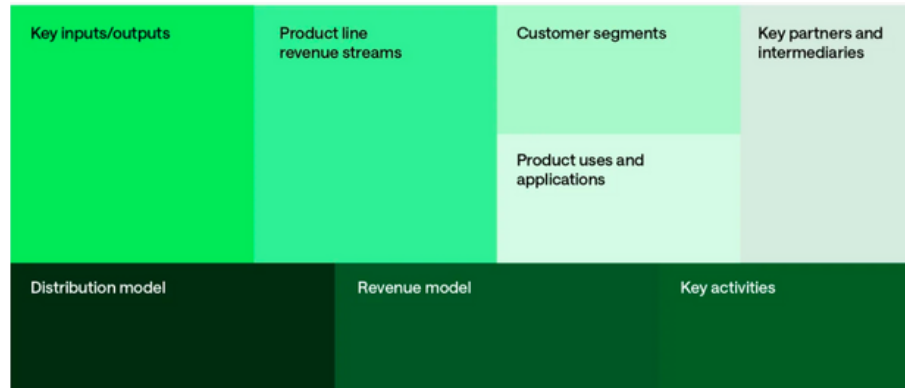 Key inputs/outputs
Product line
revenue streams
Customer segments
Key partners and
intermediaries
Product uses and
applications
Distribution model
Revenue model
Key activities